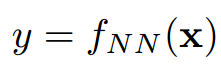 y = f_{NN}(𝐱)